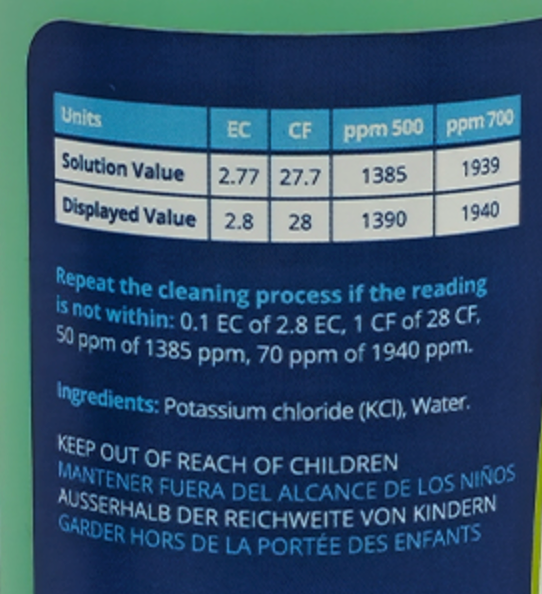 Units EC CF ppm 500 ppm 700
Solution Value 2.77 27.7 1385 1939
Displayed Value 2.8 28 1390 1940
Repeat the cleaning process if the reading
is not within: 0.1 EC of 2.8 EC, 1 CF of 28 CF,
50 ppm of 1385 ppm, 70 ppm of 1940 ppm.
Ingredients: Potassium chloride (KCl), Water.
KEEP OUT OF REACH OF CHILDREN
MANTENER FUERA DEL ALCANCE DE LOS NIÑOS
AUSSERHALB DER REICHWEITE VON KINDERN
GARDER HORS DE LA PORTÉE DES ENFANTS